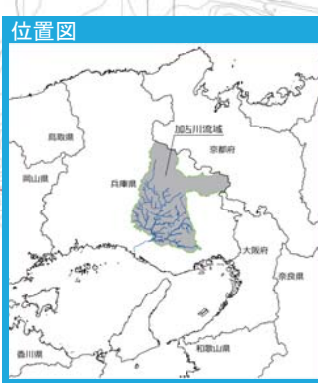 位置図
加古川流域
鳥取県
京都府
岡山県
兵庫県
大阪府
奈良県
香川県
和歌山県